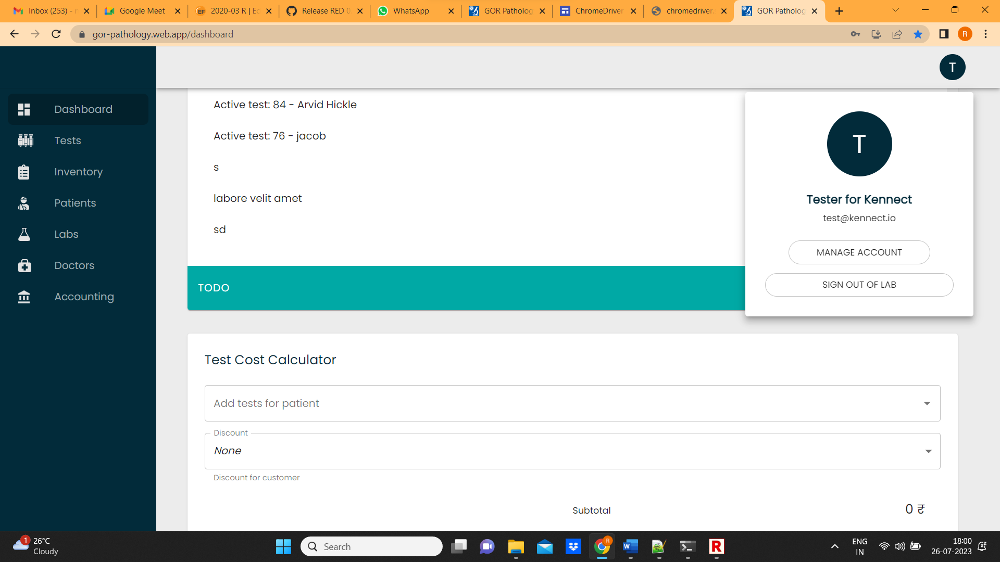 Inbox (253) - r
Google Meet
2020-03 R | Ec
Release RED 0
WhatsApp
GOR Patholog
ChromeDriver
chromedriver.
GOR Patholog
gor-pathology.web.app/dashboard
R
T
Dashboard
Tests
Inventory
Patients
Labs
Doctors
Accounting
Active test: 84 - Arvid Hickle
Active test: 76 - jacob
s
labore velit amet
sd
TODO
T
Tester for Kennect
test@kennect.io
MANAGE ACCOUNT
SIGN OUT OF LAB
Test Cost Calculator
Add tests for patient
Discount
None
Discount for customer
Subtotal
0 ₹
1
26°C
Cloudy
Search
R
W
R
ENG
IN
18:00
26-07-2023